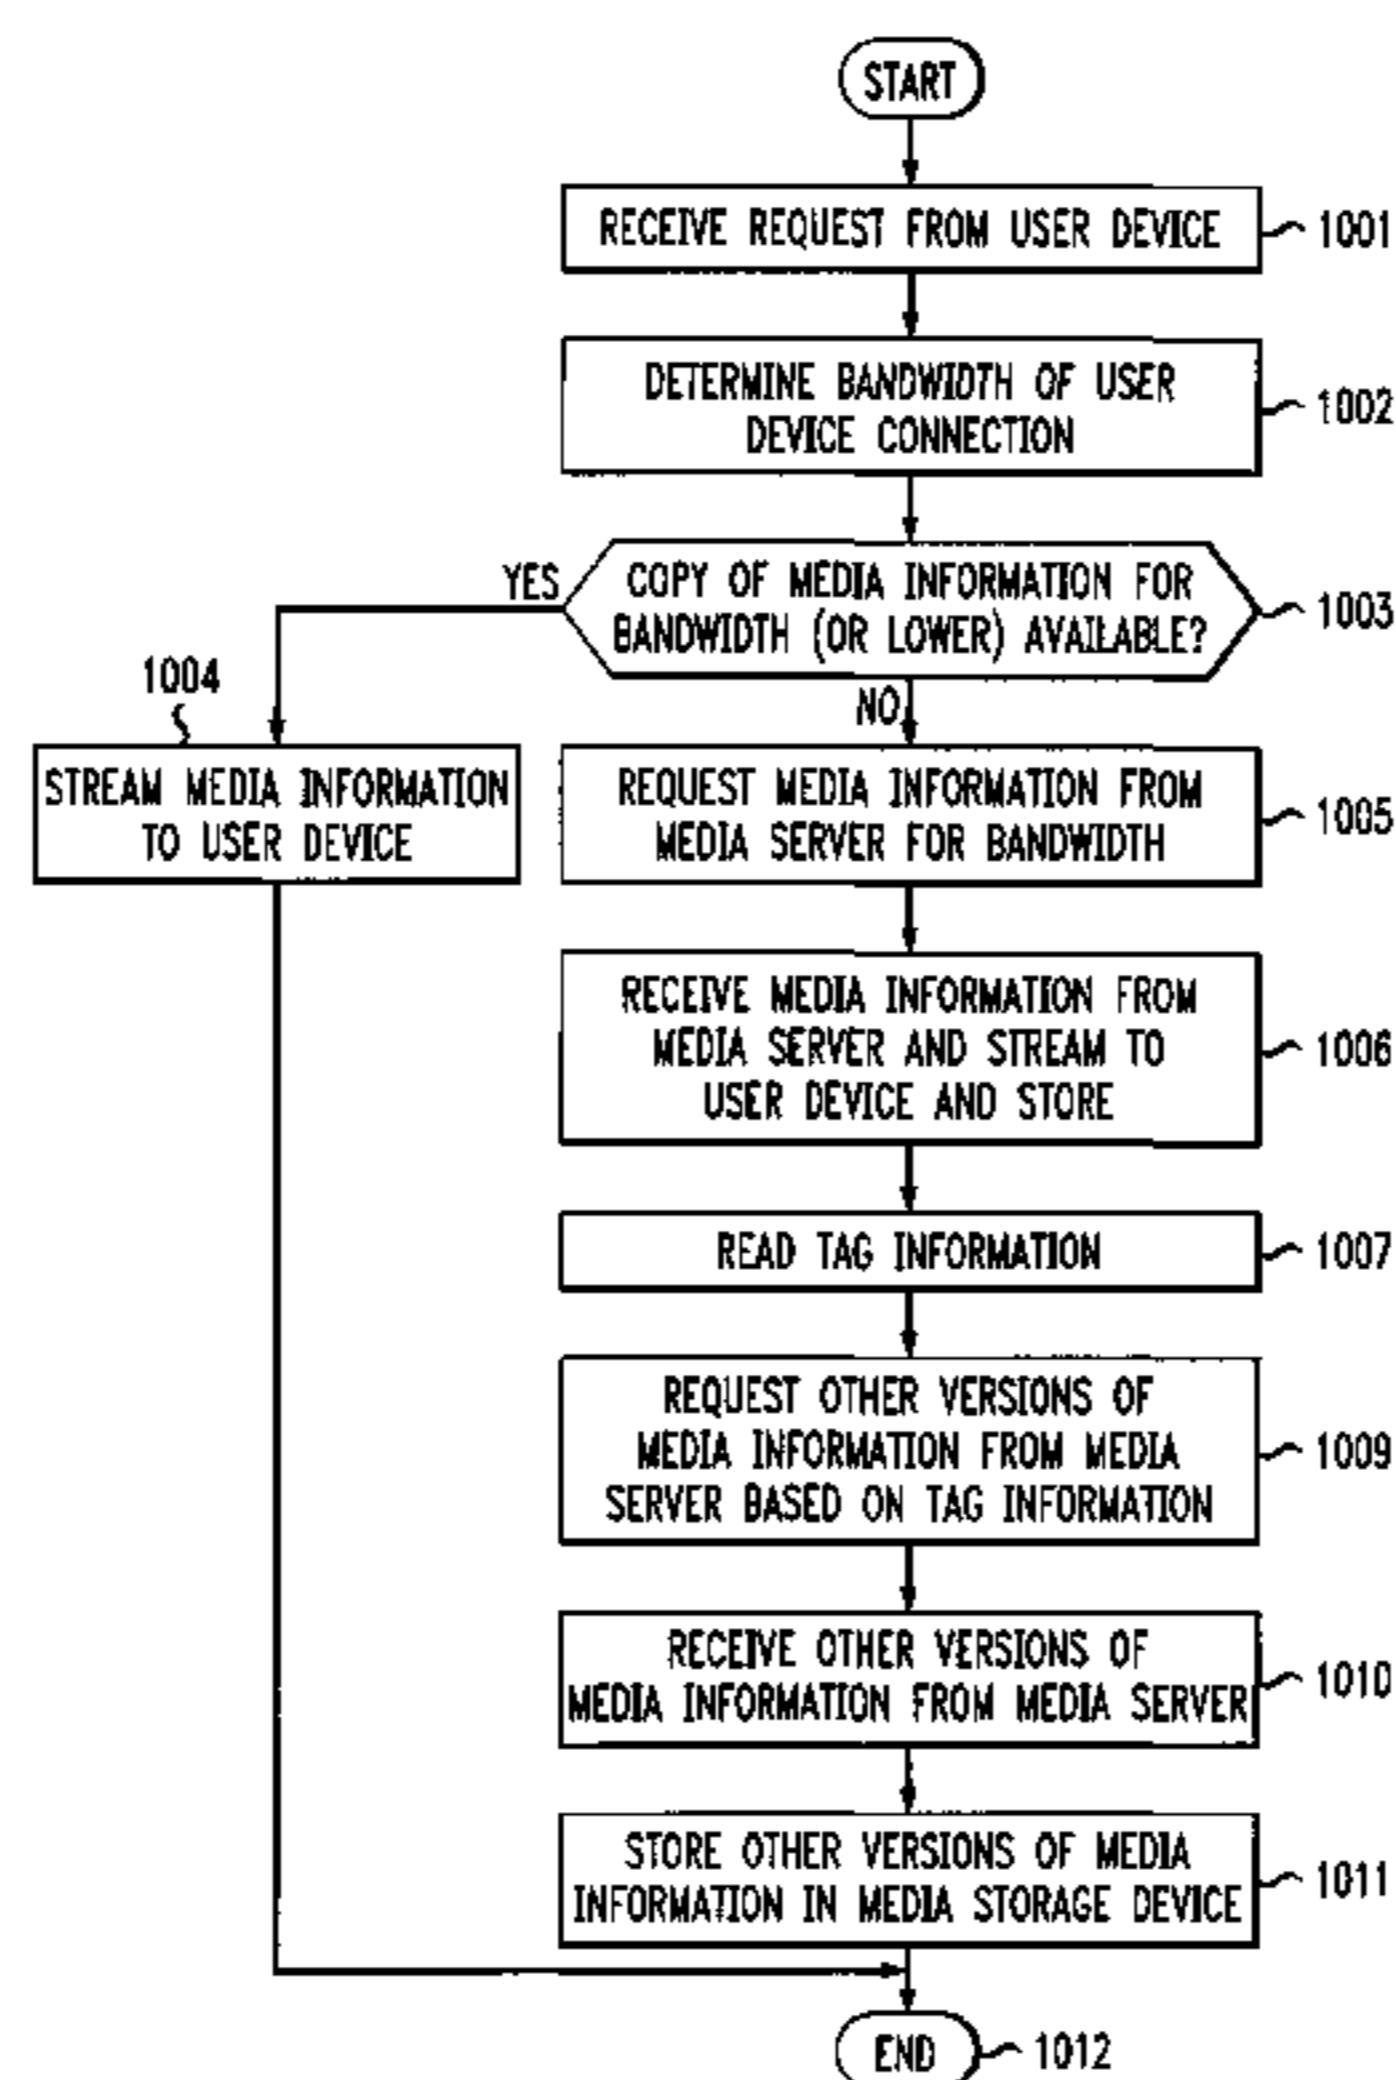 START
RECEIVE REQUEST FROM USER DEVICE
1001
DETERMINE BANDWIDTH OF USER
DEVICE CONNECTION
1002
COPY OF MEDIA INFORMATION FOR
BANDWIDTH (OR LOWER) AVAILABLE?
1003
YES
NO
1004
STREAM MEDIA INFORMATION
TO USER DEVICE
REQUEST MEDIA INFORMATION FROM
MEDIA SERVER FOR BANDWIDTH
1005
RECEIVE MEDIA INFORMATION FROM
MEDIA SERVER AND STREAM TO
USER DEVICE AND STORE
1006
READ TAG INFORMATION
1007
REQUEST OTHER VERSIONS OF
MEDIA INFORMATION FROM MEDIA
SERVER BASED ON TAG INFORMATION
1009
RECEIVE OTHER VERSIONS OF
MEDIA INFORMATION FROM MEDIA SERVER
1010
STORE OTHER VERSIONS OF MEDIA
INFORMATION IN MEDIA STORAGE DEVICE
1011
END
1012